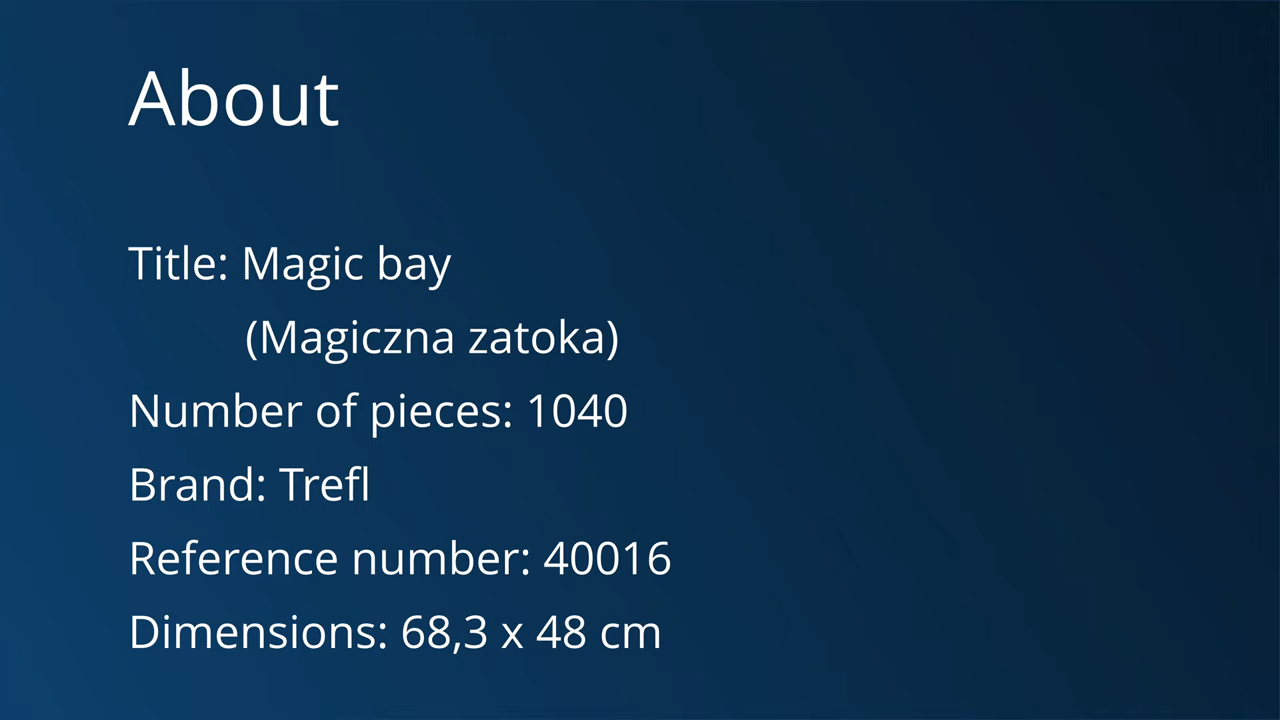 About
Title: Magic bay
(Magiczna zatoka)
Number of pieces: 1040
Brand: Trefl
Reference number: 40016
Dimensions: 68,3 x 48 cm